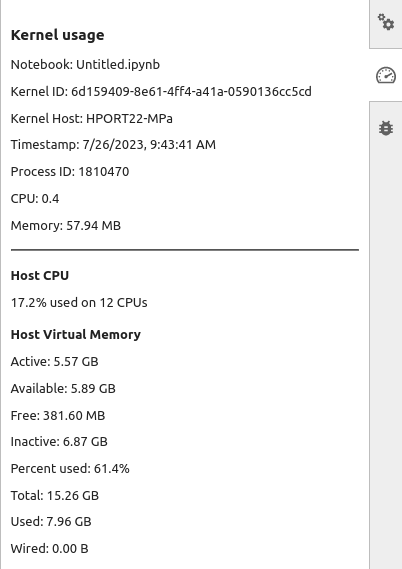 Kernel usage
Notebook: Untitled.ipynb
Kernel ID: 6d159409-8e61-4ff4-a41a-0590136cc5cd
Kernel Host: HPORT22-MPa
Timestamp: 7/26/2023, 9:43:41 AM
Process ID: 1810470
CPU: 0.4
Memory: 57.94 MB
Host CPU
17.2% used on 12 CPUs
Host Virtual Memory
Active: 5.57 GB
Available: 5.89 GB
Free: 381.60 MB
Inactive: 6.87 GB
Percent used: 61.4%
Total: 15.26 GB
Used: 7.96 GB
Wired: 0.00 B